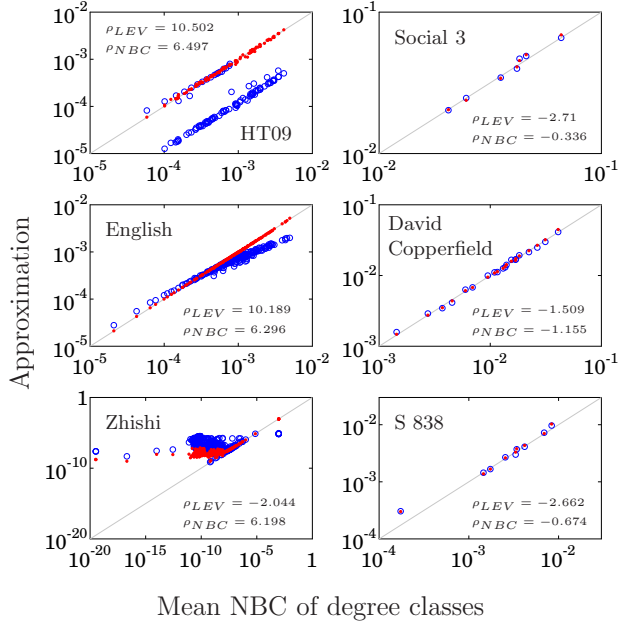 10^-2
10^-3
10^-4
10^-5
10^-5
10^-4
10^-3
10^-2
ρ_LEV = 10.502
ρ_NBC = 6.497
HT09
10^-1
10^-2
10^-2
10^-1
Social 3
ρ_LEV = −2.71
ρ_NBC = −0.336
10^-2
10^-3
10^-4
10^-5
10^-5
10^-4
10^-3
10^-2
English
ρ_LEV = 10.189
ρ_NBC = 6.296
10^-1
10^-2
10^-3
10^-2
10^-1
David
Copperfield
ρ_LEV = −1.509
ρ_NBC = −1.155
1
10^-10
10^-20
10^-20
10^-15
10^-10
10^-5
1
Zhishi
ρ_LEV = −2.044
ρ_NBC = 6.198
10^-2
10^-3
10^-4
10^-4
10^-3
10^-2
S 838
ρ_LEV = −2.662
ρ_NBC = −0.674
Approximation
Mean NBC of degree classes